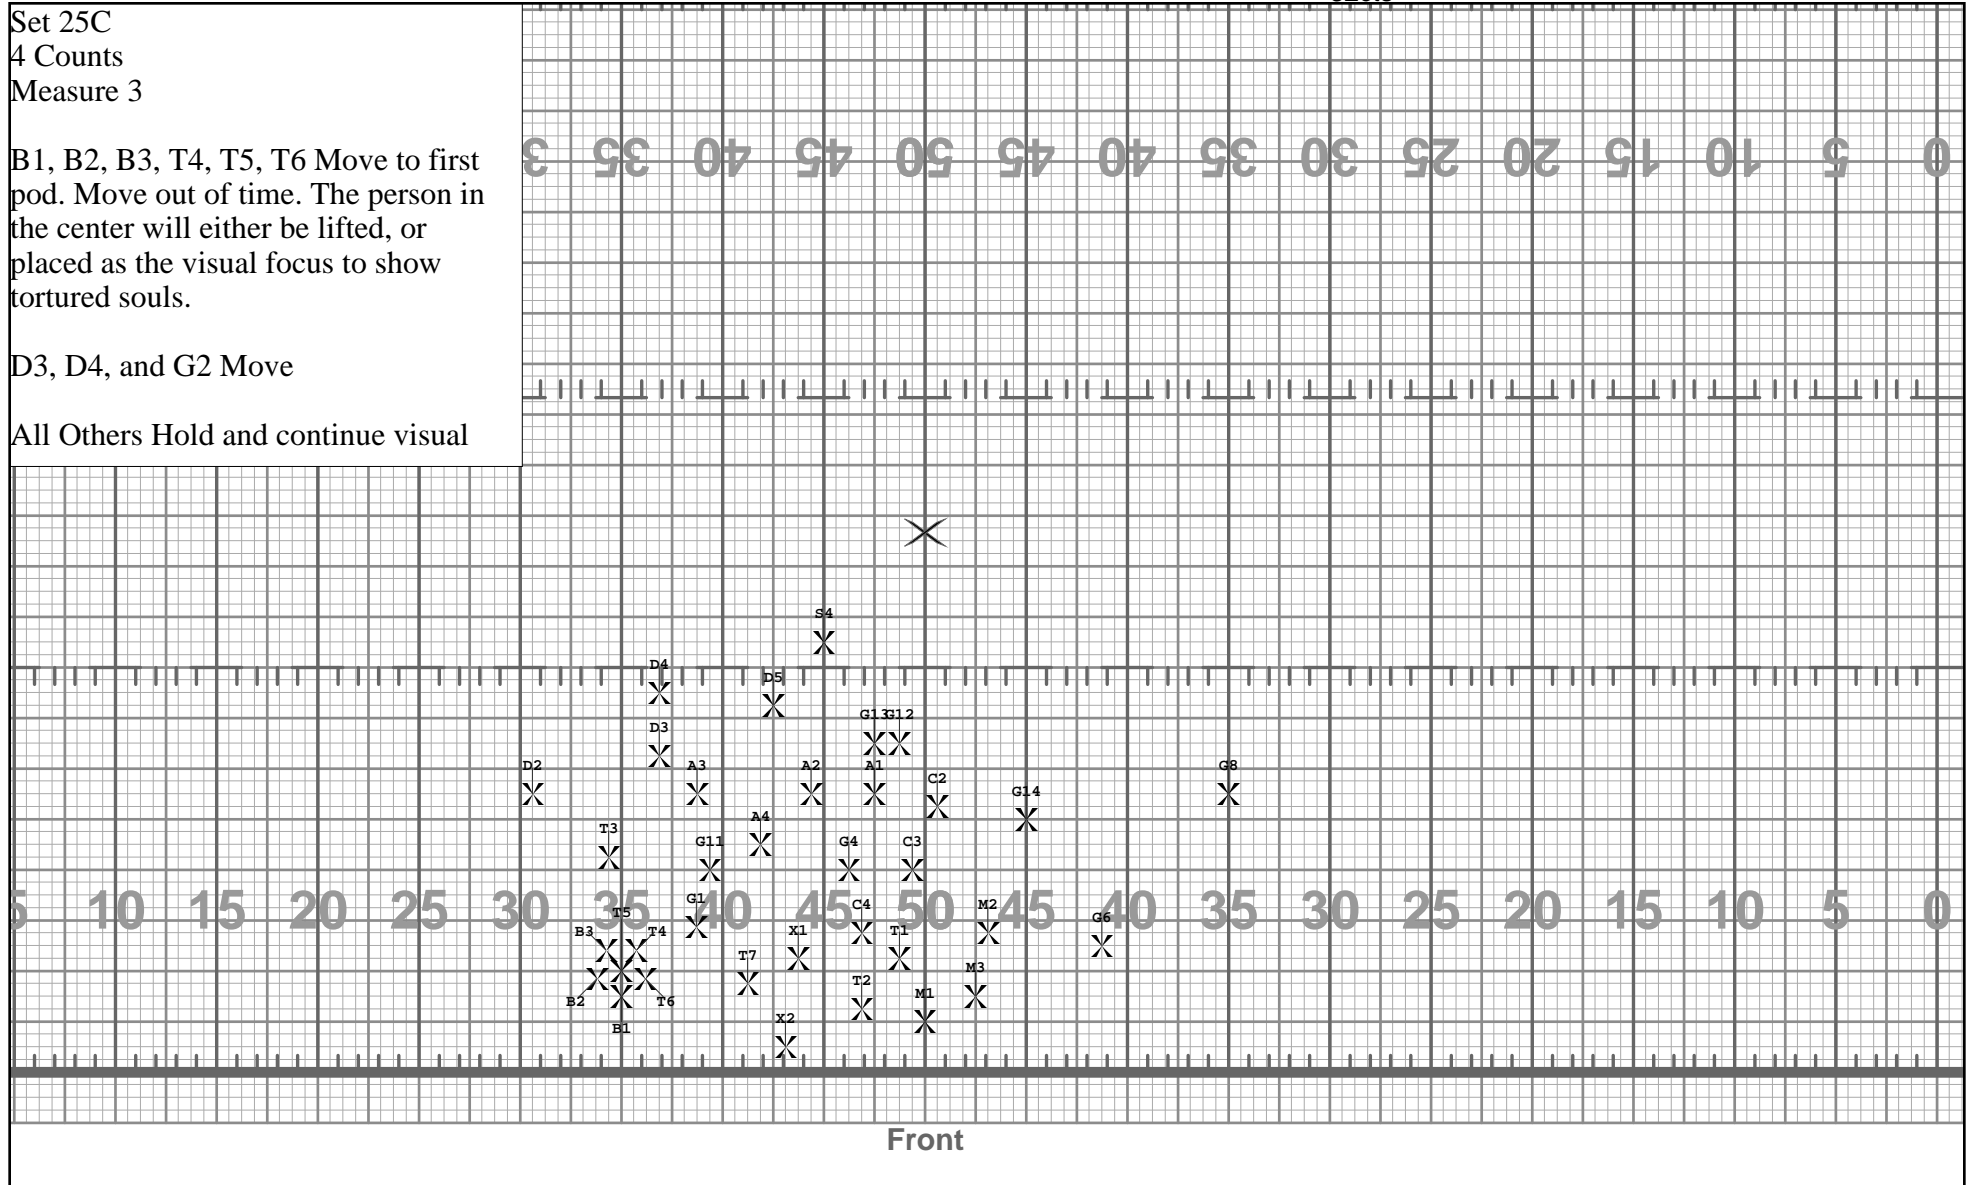 Set 25C
4 Counts
Measure 3
B1, B2, B3, T4, T5, T6 Move to first
pod. Move out of time. The person in
the center will either be lifted, or
placed as the visual focus to show
tortured souls.
D3, D4, and G2 Move
All Others Hold and continue visual
3 35 40 45 50 45 40 35 30 25 20 15 10 5 0
S4
D4
D5
G13 G12
D3
D2 A3 A2 A1 G8
C2
G14
A4
T3
G11 G4 C3
5 10 15 20 25 30 35 40 45 50 45 40 35 30 25 20 15 10 5 0
G1
C4 M2
T5
G6
B3 T4 X1 T1
T7
M3
T2
M1
B2 T6
X2
B1
Front